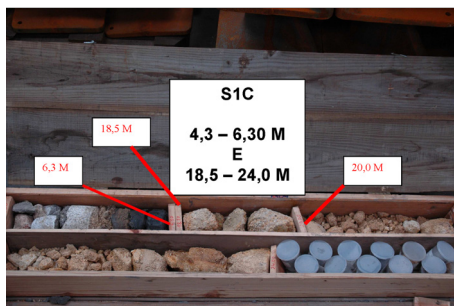 S1C
4,3 – 6,30 M
E
18,5 – 24,0 M
18,5 M
6,3 M
20,0 M